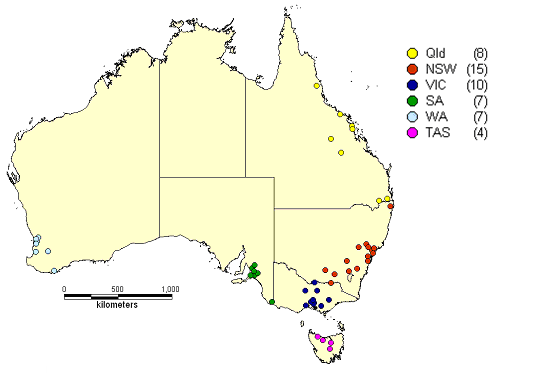 Qld (8)
NSW (15)
VIC (10)
SA (7)
WA (7)
TAS (4)
0 500 1,000
kilometers